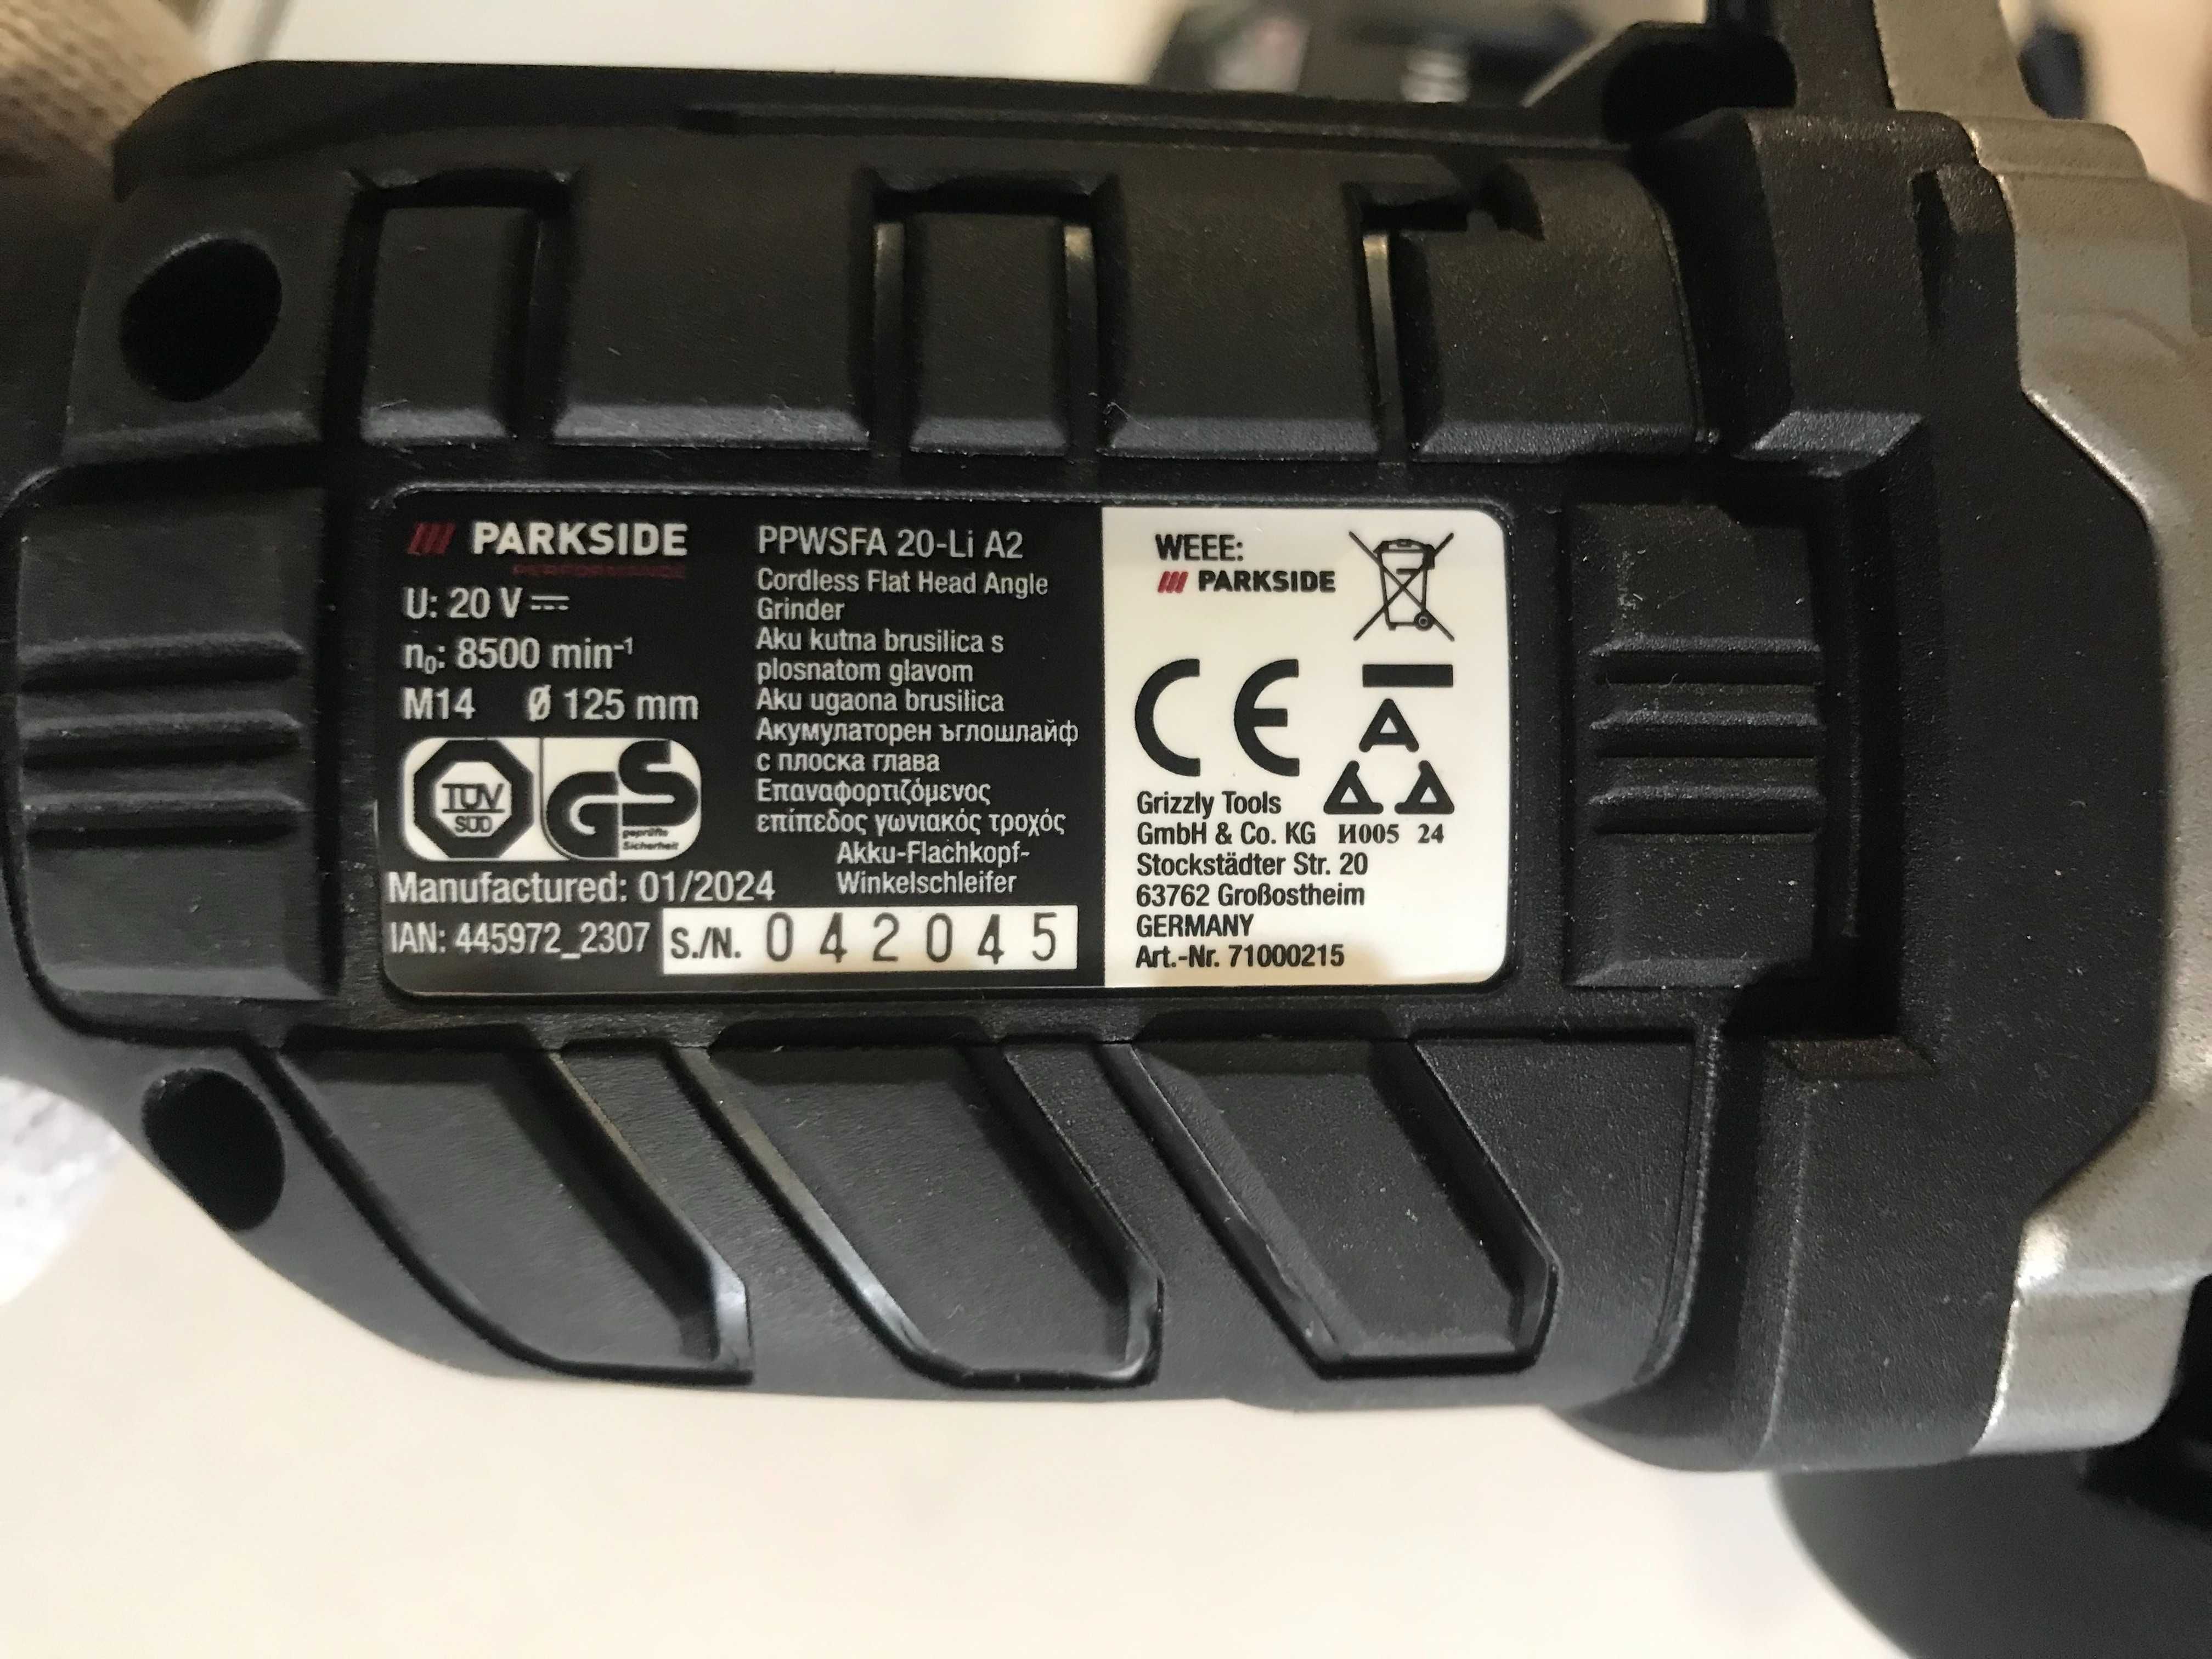 PARKSIDE
PERFORMANCE
U: 20 V
n₀: 8500 min⁻¹
M14 Ø 125 mm
TÜV
SÜD
GS
geprüfte
Sicherheit
Manufactured: 01/2024
IAN: 445972_2307
S./N. 042045
PPWSFA 20-Li A2
Cordless Flat Head Angle
Grinder
Aku kutna brusilica s
plosnatom glavom
Aku ugaona brusilica
Акумулаторен ъглошлайф
с плоска глава
Επαναφορτιζόμενος
επίπεδος γωνιακός τροχός
Akku-Flachkopf-
Winkelschleifer
WEEE:
PARKSIDE
CE
A
A A
И005 24
Grizzly Tools
GmbH & Co. KG
Stockstädter Str. 20
63762 Großostheim
GERMANY
Art.-Nr. 71000215